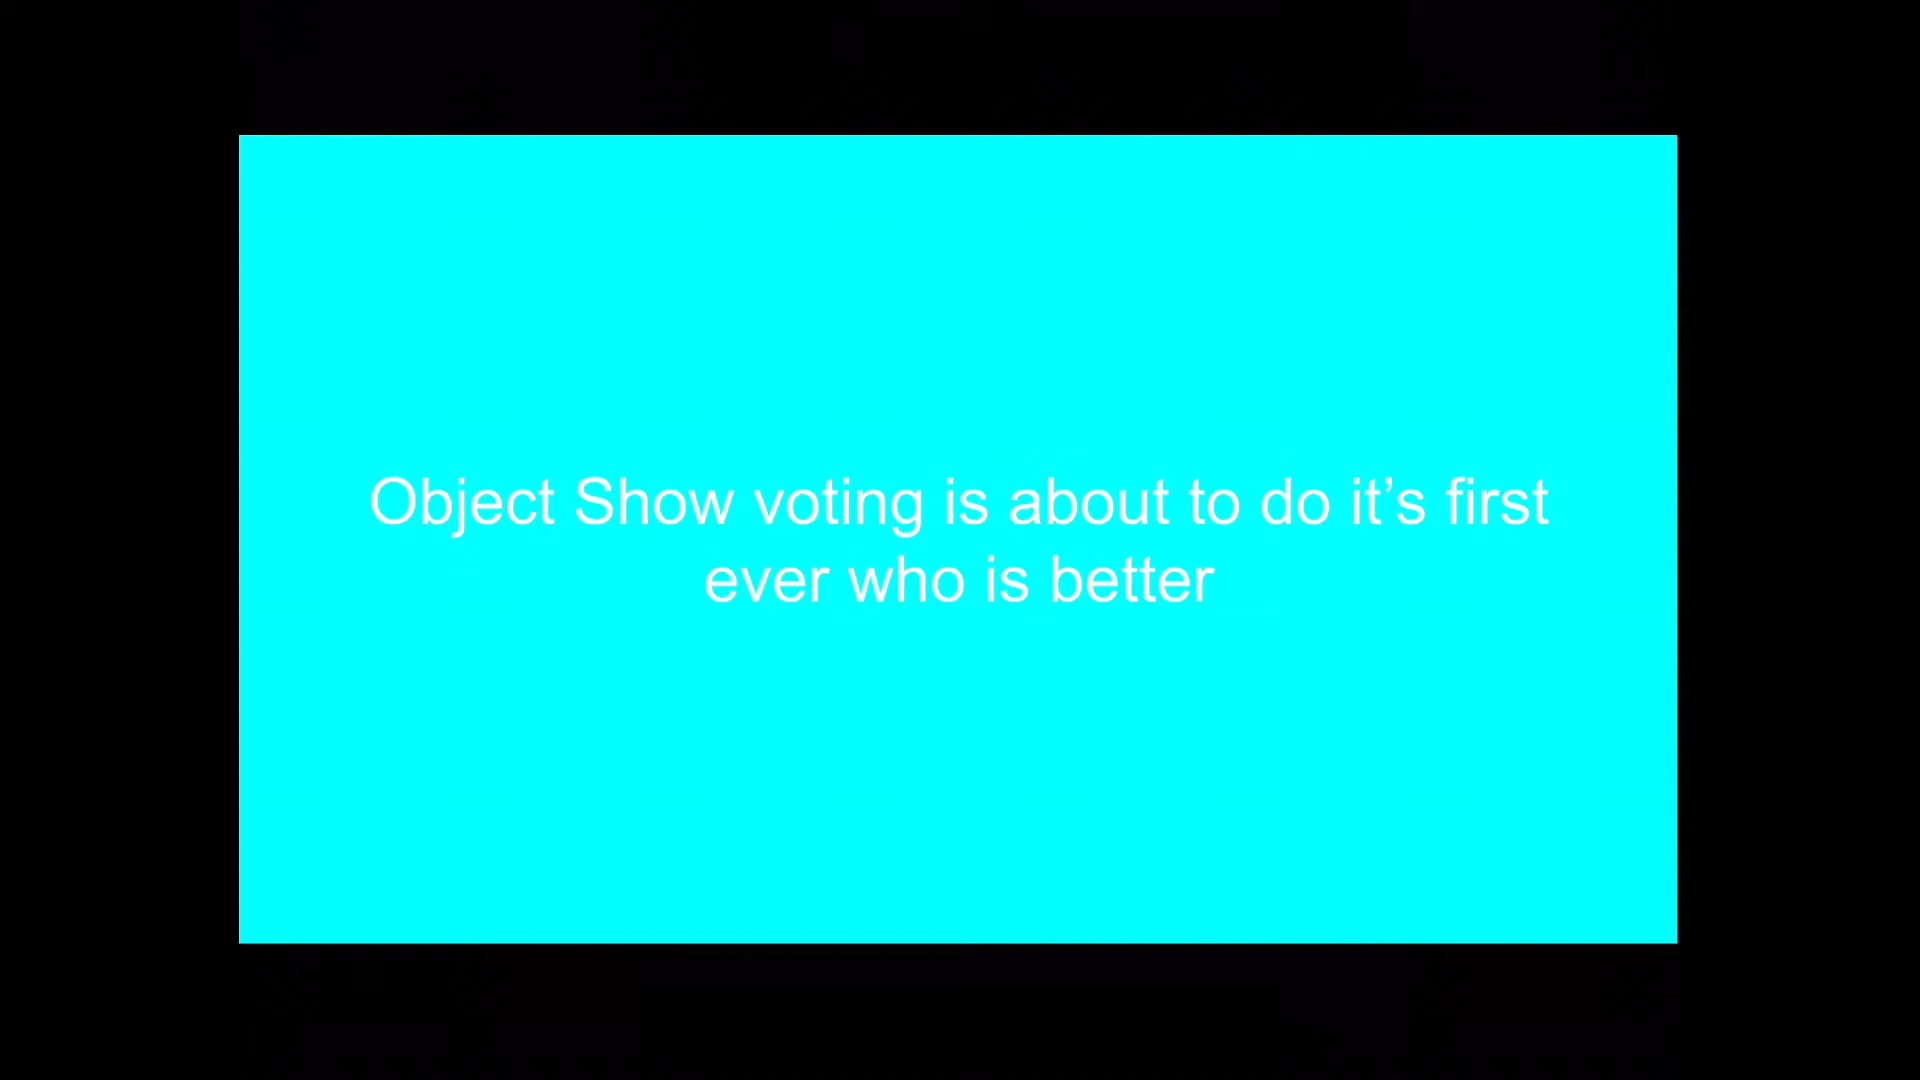 Object Show voting is about to do it’s first
ever who is better